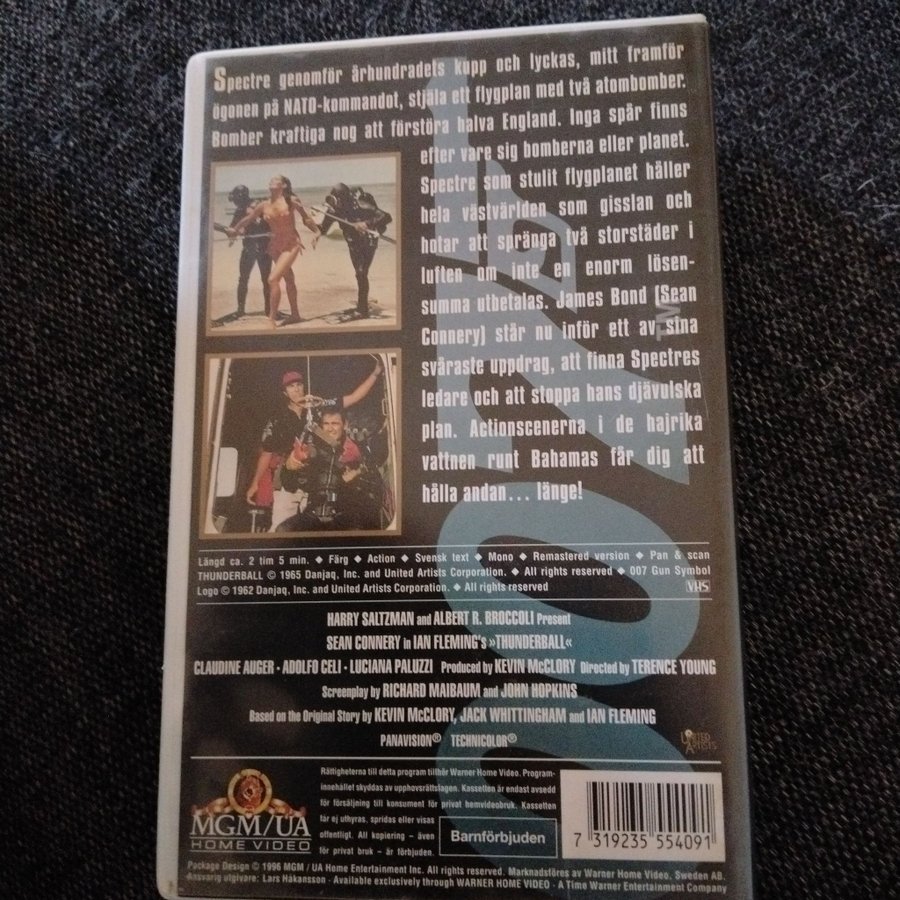 Spectre genomför århundradets kupp och lyckas, mitt framför
ögonen på NATO-kommandot, stjäla ett flygplan med två atombomber.
Bomber kraftiga nog att förstöra halva England. Inga spår finns
efter vare sig bomberna eller planet.
Spectre som stulit flygplanet håller
hela västvärlden som gisslan och
hotar att spränga två storstäder i
luften om inte en enorm lösen-
summa utbetalas. James Bond (Sean
Connery) står nu inför ett av sina
svåraste uppdrag, att finna Spectres
ledare och att stoppa hans djävulska
plan. Actionscenerna i de hajrika
vattnen runt Bahamas får dig att
hålla andan... länge!
007
TM
Längd ca. 2 tim 5 min. ◆ Färg ◆ Action ◆ Svensk text ◆ Mono ◆ Remastered version ◆ Pan & scan
THUNDERBALL © 1965 Danjaq, Inc. and United Artists Corporation. ◆ All rights reserved ◆ 007 Gun Symbol
Logo © 1962 Danjaq, Inc. and United Artists Corporation. ◆ All rights reserved
VHS
HARRY SALTZMAN and ALBERT R. BROCCOLI Present
SEAN CONNERY in IAN FLEMING's »THUNDERBALL«
CLAUDINE AUGER · ADOLFO CELI · LUCIANA PALUZZI Produced by KEVIN McCLORY Directed by TERENCE YOUNG
Screenplay by RICHARD MAIBAUM and JOHN HOPKINS
Based on the Original Story by KEVIN McCLORY, JACK WHITTINGHAM and IAN FLEMING
PANAVISION® TECHNICOLOR®
United Artists
MGM/UA
HOME VIDEO
Rättigheterna till detta program tillhör Warner Home Video. Program-
innehållet skyddas av upphovsrättslagen. Kassetten är endast avsedd
för försäljning till konsument för privat hemvideobruk. Kassetten
får ej uthyras, spridas eller visas
offentligt. All kopiering – även
för privat bruk – är förbjuden.
Barnförbjuden
7 319235 554091
Package Design © 1996 MGM / UA Home Entertainment Inc. All rights reserved. Marknadsföres av Warner Home Video, Sweden AB.
Ansvarig utgivare: Lars Håkansson · Available exclusively through WARNER HOME VIDEO · A Time Warner Entertainment Company